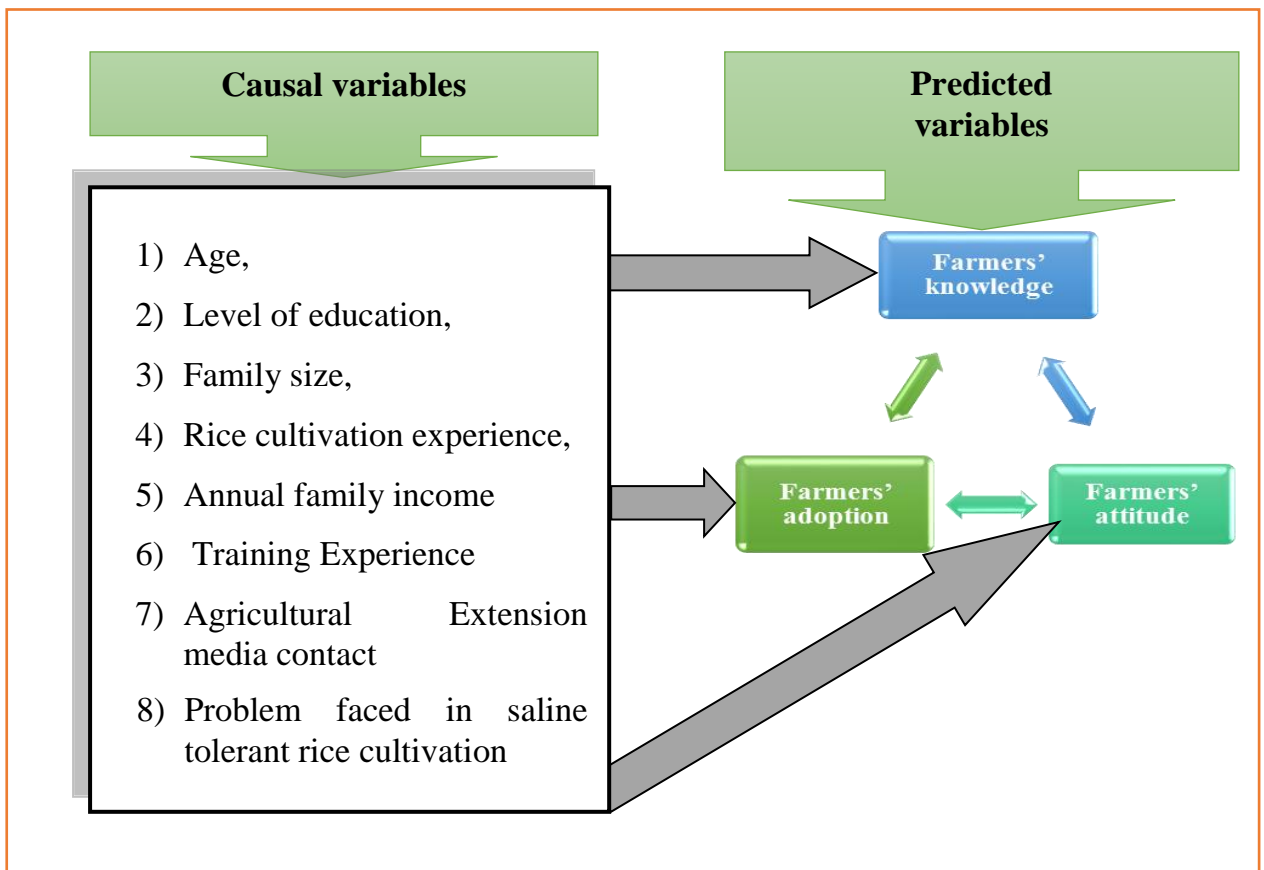 Causal variables
Predicted
variables
1) Age,
2) Level of education,
3) Family size,
4) Rice cultivation experience,
5) Annual family income
6) Training Experience
7) Agricultural Extension
media contact
8) Problem faced in saline
tolerant rice cultivation
Farmers’
knowledge
Farmers’
adoption
Farmers’
attitude